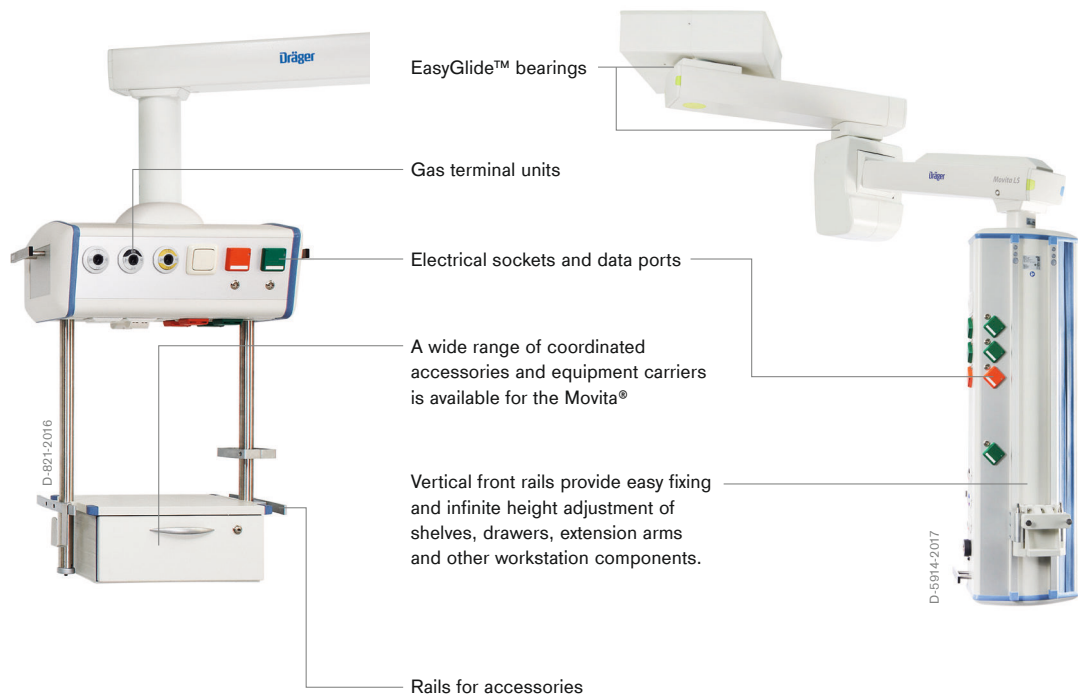 Dräger
EasyGlide™ bearings
Gas terminal units
Dräger
Movita LS
Electrical sockets and data ports
A wide range of coordinated
accessories and equipment carriers
is available for the Movita®
D-821-2016
Vertical front rails provide easy fixing
and infinite height adjustment of
shelves, drawers, extension arms
and other workstation components.
D-5914-2017
Rails for accessories